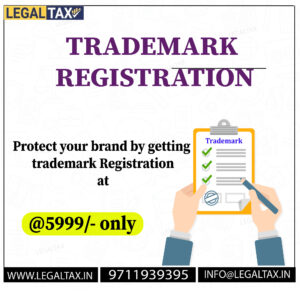 LEGALTAX
TRADEMARK
REGISTRATION
Protect your brand by getting
trademark Registration
at
@5999/- only
Trademark
WWW.LEGALTAX.IN
9711939395
INFO@LEGALTAX.IN